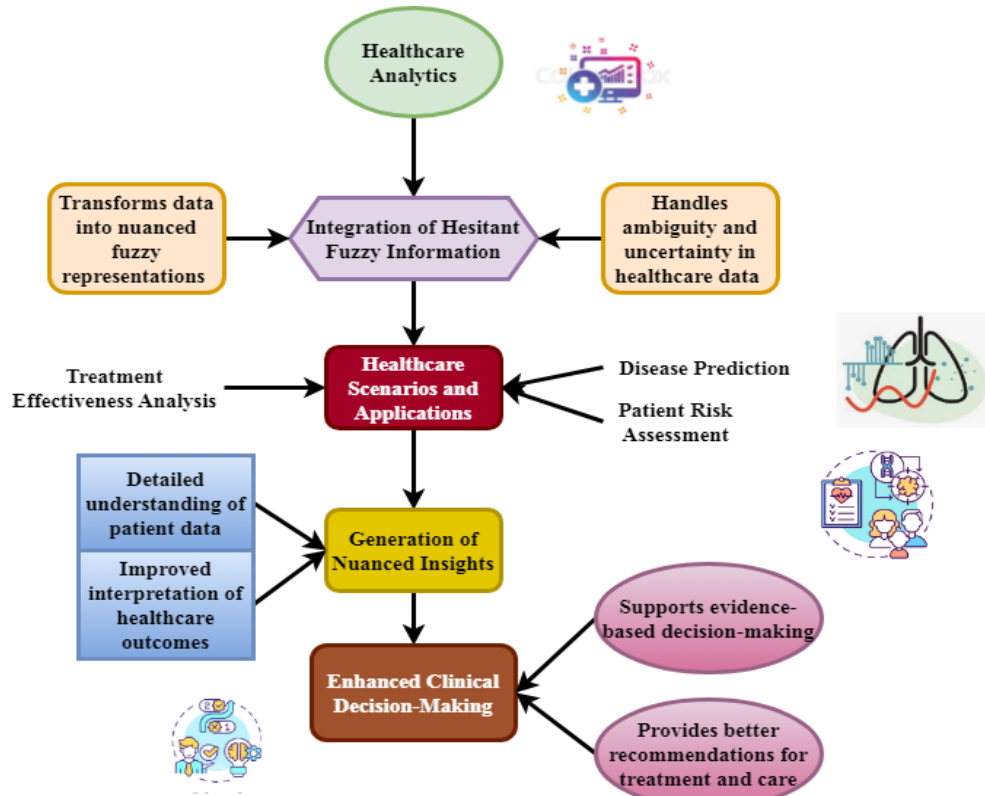 Healthcare
Analytics
Transforms data
into nuanced
fuzzy
representations
Integration of Hesitant
Fuzzy Information
Handles
ambiguity and
uncertainty in
healthcare data
Treatment
Effectiveness Analysis
Healthcare
Scenarios and
Applications
Disease Prediction
Patient Risk
Assessment
Detailed
understanding of
patient data
Improved
interpretation of
healthcare
outcomes
Generation of
Nuanced Insights
Supports evidence-
based decision-making
Enhanced Clinical
Decision-Making
Provides better
recommendations for
treatment and care
2
1